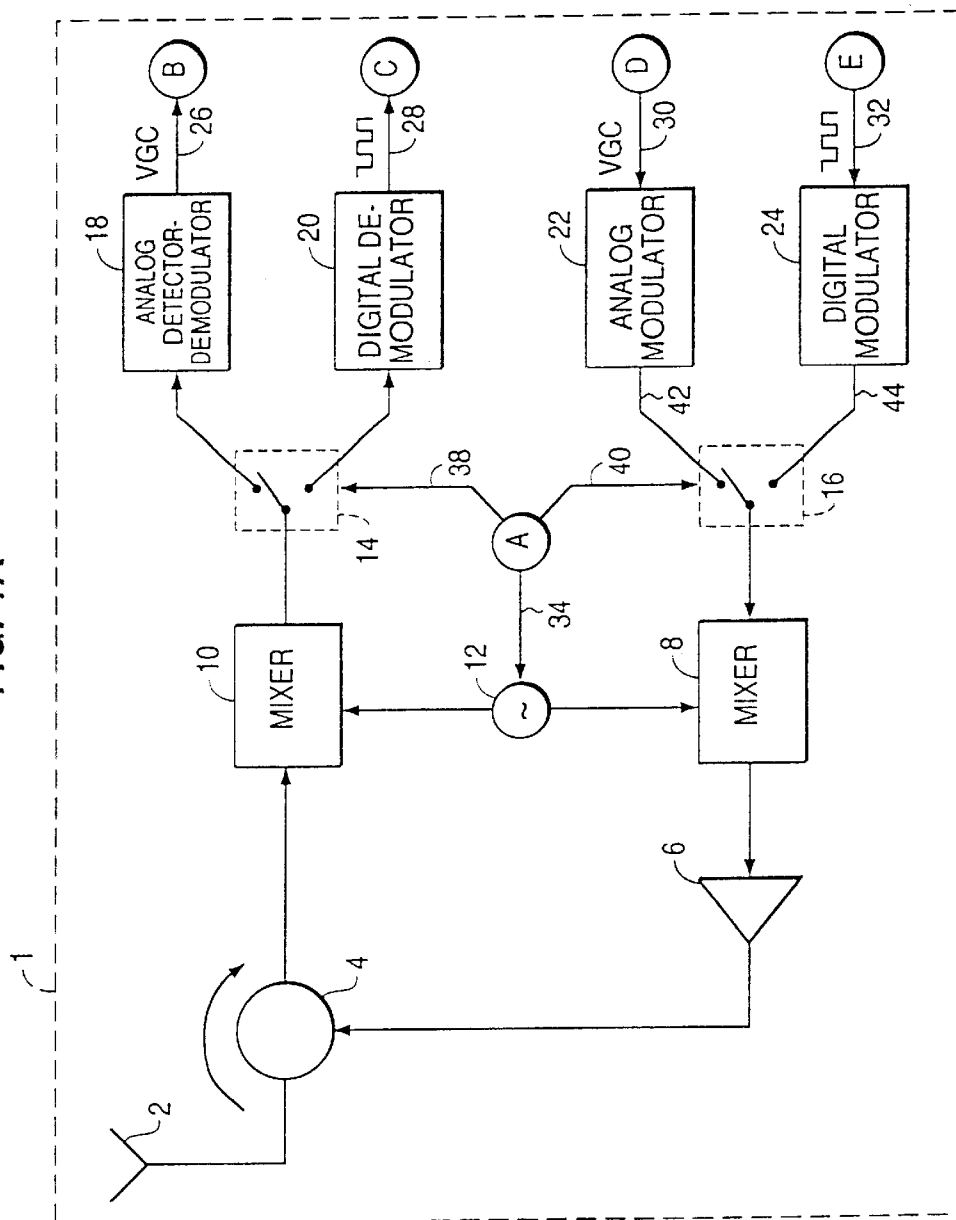 1
2
4
10
MIXER
14
18
ANALOG
DETECTOR-
DEMODULATOR
VGC
26
B
20
DIGITAL DE-
MODULATOR
28
C
38
A
34
12
~
40
6
8
MIXER
16
42
22
ANALOG
MODULATOR
VGC
30
D
44
24
DIGITAL
MODULATOR
32
E